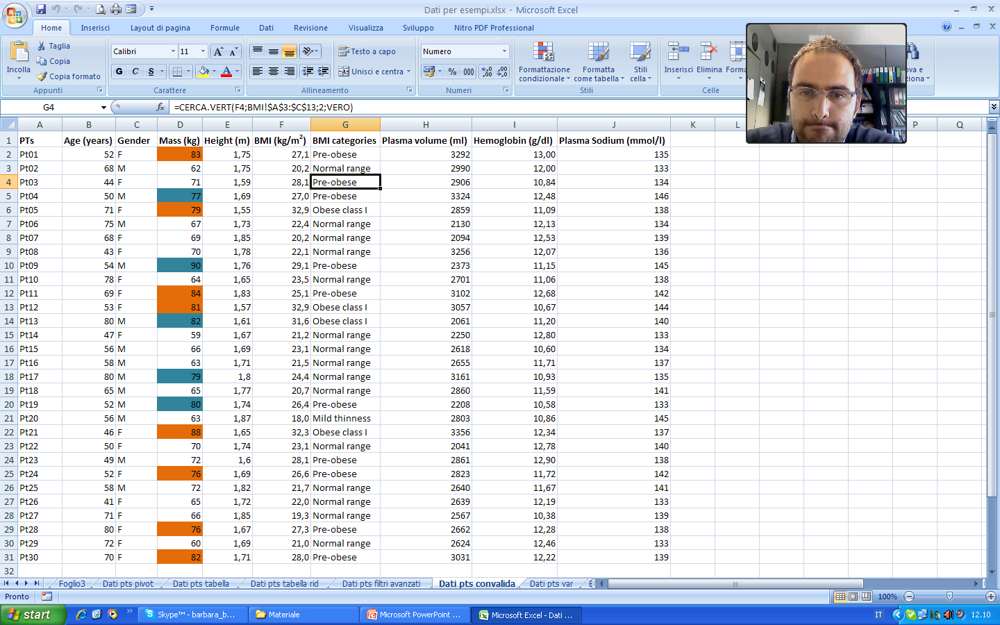 Dati per esempi.xlsx - Microsoft Excel
Home Inserisci Layout di pagina Formule Dati Revisione Visualizza Sviluppo Nitro PDF Professional
Incolla Taglia Copia Copia formato Appunti
Calibri 11 G C S A A A Carattere
Testo a capo Unisci e centra Allineamento
Numero % 000 Numeri
Formattazione condizionale Formatta come tabella Stili cella Stili
Inserisci Elimina Forma Celle
G4 fx =CERCA.VERT(F4;BMI!$A$3:$C$13;2;VERO)
A B C D E F G H I J K L P Q
1 PTs Age (years) Gender Mass (kg) Height (m) BMI (kg/m²) BMI categories Plasma volume (ml) Hemoglobin (g/dl) Plasma Sodium (mmol/l)
2 Pt01 52 F 83 1,75 27,1 Pre-obese 3292 13,00 135
3 Pt02 68 M 62 1,75 20,2 Normal range 2990 12,00 133
4 Pt03 44 F 71 1,59 28,1 Pre-obese 2906 10,84 134
5 Pt04 50 M 77 1,69 27,0 Pre-obese 3324 12,48 146
6 Pt05 71 F 79 1,55 32,9 Obese class I 2859 11,09 138
7 Pt06 75 M 67 1,73 22,4 Normal range 2130 12,13 134
8 Pt07 68 F 69 1,85 20,2 Normal range 2094 12,53 139
9 Pt08 43 F 70 1,78 22,1 Normal range 3256 12,07 136
10 Pt09 54 M 90 1,76 29,1 Pre-obese 2373 11,15 145
11 Pt10 78 F 64 1,65 23,5 Normal range 2701 11,06 138
12 Pt11 69 F 84 1,83 25,1 Pre-obese 3102 12,68 142
13 Pt12 53 F 81 1,57 32,9 Obese class I 3057 10,67 144
14 Pt13 80 M 82 1,61 31,6 Obese class I 2061 11,20 140
15 Pt14 47 F 59 1,67 21,2 Normal range 2250 12,80 133
16 Pt15 56 M 66 1,69 23,1 Normal range 2618 10,60 134
17 Pt16 58 M 63 1,71 21,5 Normal range 2655 11,71 137
18 Pt17 80 M 79 1,8 24,4 Normal range 3161 10,93 135
19 Pt18 65 M 65 1,77 20,7 Normal range 2860 11,59 141
20 Pt19 52 M 80 1,74 26,4 Pre-obese 2208 10,58 133
21 Pt20 56 M 63 1,87 18,0 Mild thinness 2803 10,86 145
22 Pt21 46 F 88 1,65 32,3 Obese class I 3356 12,34 137
23 Pt22 50 F 70 1,74 23,1 Normal range 2041 12,78 140
24 Pt23 49 M 72 1,6 28,1 Pre-obese 2861 12,90 138
25 Pt24 52 F 76 1,69 26,6 Pre-obese 2823 11,72 142
26 Pt25 58 M 72 1,82 21,7 Normal range 2640 11,67 141
27 Pt26 41 F 65 1,72 22,0 Normal range 2639 12,19 133
28 Pt27 71 F 66 1,85 19,3 Normal range 2567 10,38 139
29 Pt28 80 F 76 1,67 27,3 Pre-obese 2662 12,28 138
30 Pt29 72 F 60 1,69 21,0 Normal range 2624 12,46 133
31 Pt30 70 F 82 1,71 28,0 Pre-obese 3031 12,22 139
32
Foglio3 Dati pts pivot Dati pts tabella Dati pts tabella rid Dati pts filtri avanzati Dati pts convalida Dati pts var
Pronto 100%
start Skype™ - barbara_b... Materiale Microsoft PowerPoint ... Microsoft Excel - Dati ... IT 12.10